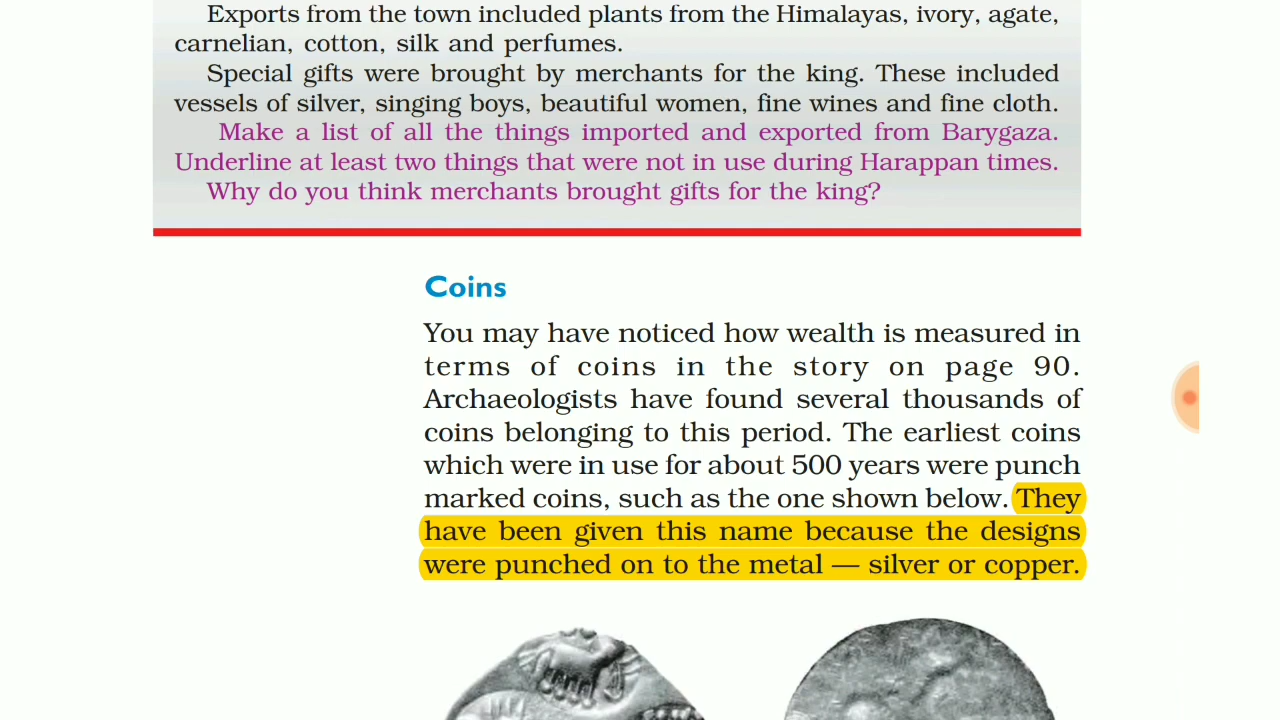 Exports from the town included plants from the Himalayas, ivory, agate,
carnelian, cotton, silk and perfumes.
Special gifts were brought by merchants for the king. These included
vessels of silver, singing boys, beautiful women, fine wines and fine cloth.
Make a list of all the things imported and exported from Barygaza.
Underline at least two things that were not in use during Harappan times.
Why do you think merchants brought gifts for the king?
Coins
You may have noticed how wealth is measured in
terms of coins in the story on page 90.
Archaeologists have found several thousands of
coins belonging to this period. The earliest coins
which were in use for about 500 years were punch
marked coins, such as the one shown below. They
have been given this name because the designs
were punched on to the metal — silver or copper.